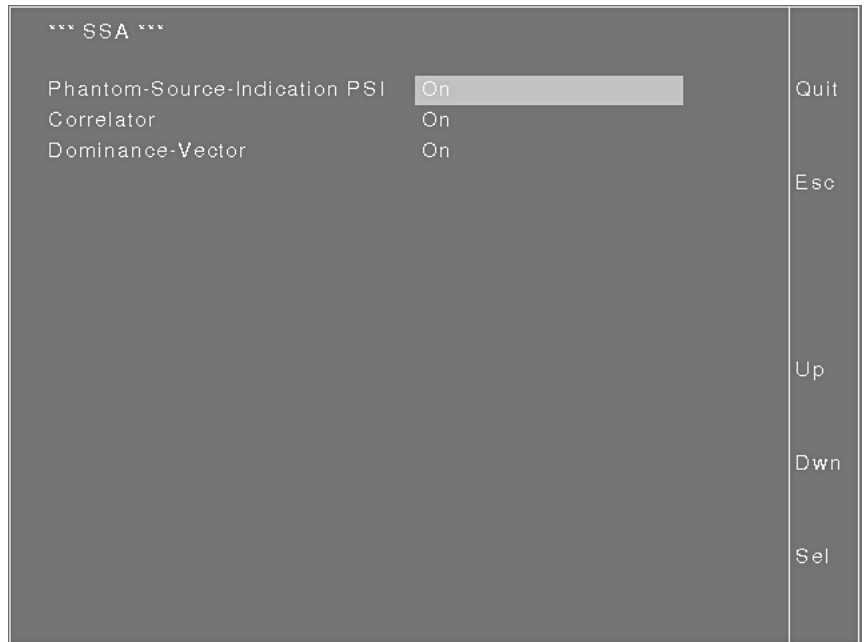 *** SSA ***
Phantom-Source-Indication PSI On
Correlator On
Dominance-Vector On
Quit
Esc
Up
Dwn
Sel